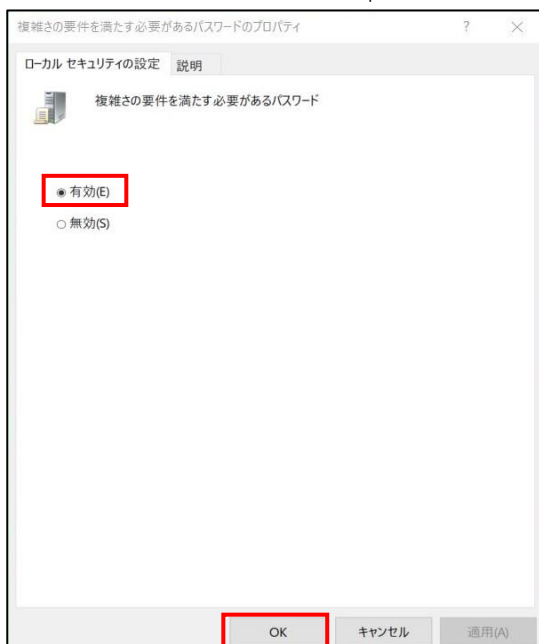 複雑さの要件を満たす必要があるパスワードのプロパティ ? ×
ローカル セキュリティの設定 説明
複雑さの要件を満たす必要があるパスワード
有効(E)
無効(S)
OK キャンセル 適用(A)